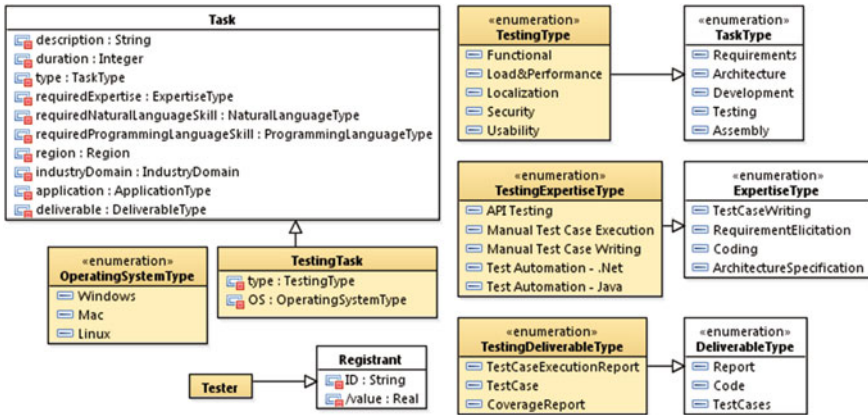 Task
description : String
duration : Integer
type : TaskType
requiredExpertise : ExpertiseType
requiredNaturalLanguageSkill : NaturalLanguageType
requiredProgrammingLanguageSkill : ProgrammingLanguageType
region : Region
industryDomain : IndustryDomain
application : ApplicationType
deliverable : DeliverableType
«enumeration»
OperatingSystemType
Windows
Mac
Linux
TestingTask
type : TestingType
OS : OperatingSystemType
Tester
Registrant
ID : String
/value : Real
«enumeration»
TestingType
Functional
Load&Performance
Localization
Security
Usability
«enumeration»
TaskType
Requirements
Architecture
Development
Testing
Assembly
«enumeration»
TestingExpertiseType
API Testing
Manual Test Case Execution
Manual Test Case Writing
Test Automation - .Net
Test Automation - Java
«enumeration»
ExpertiseType
TestCaseWriting
RequirementElicitation
Coding
ArchitectureSpecification
«enumeration»
TestingDeliverableType
TestCaseExecutionReport
TestCase
CoverageReport
«enumeration»
DeliverableType
Report
Code
TestCases